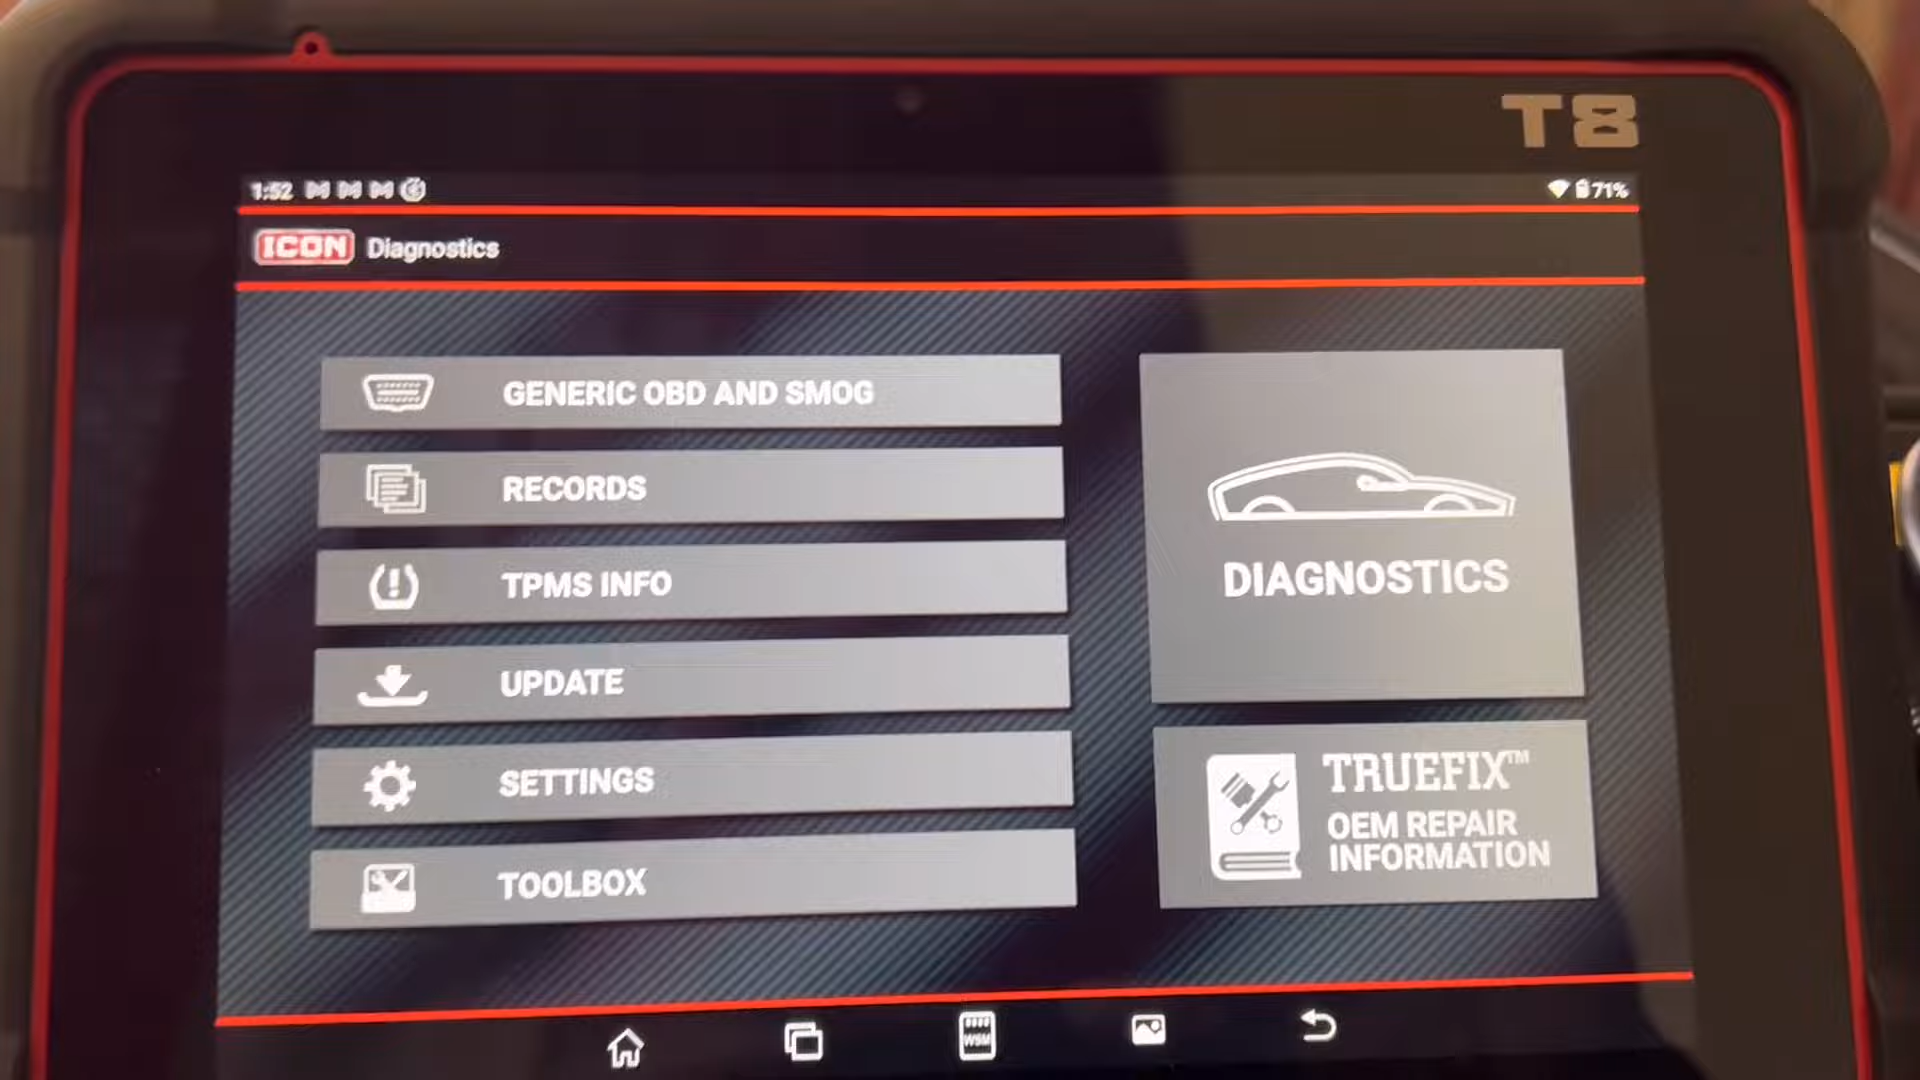 T8
1:52
71%
ICON Diagnostics
GENERIC OBD AND SMOG
RECORDS
TPMS INFO
UPDATE
SETTINGS
TOOLBOX
DIAGNOSTICS
TRUEFIX™
OEM REPAIR
INFORMATION
WSM